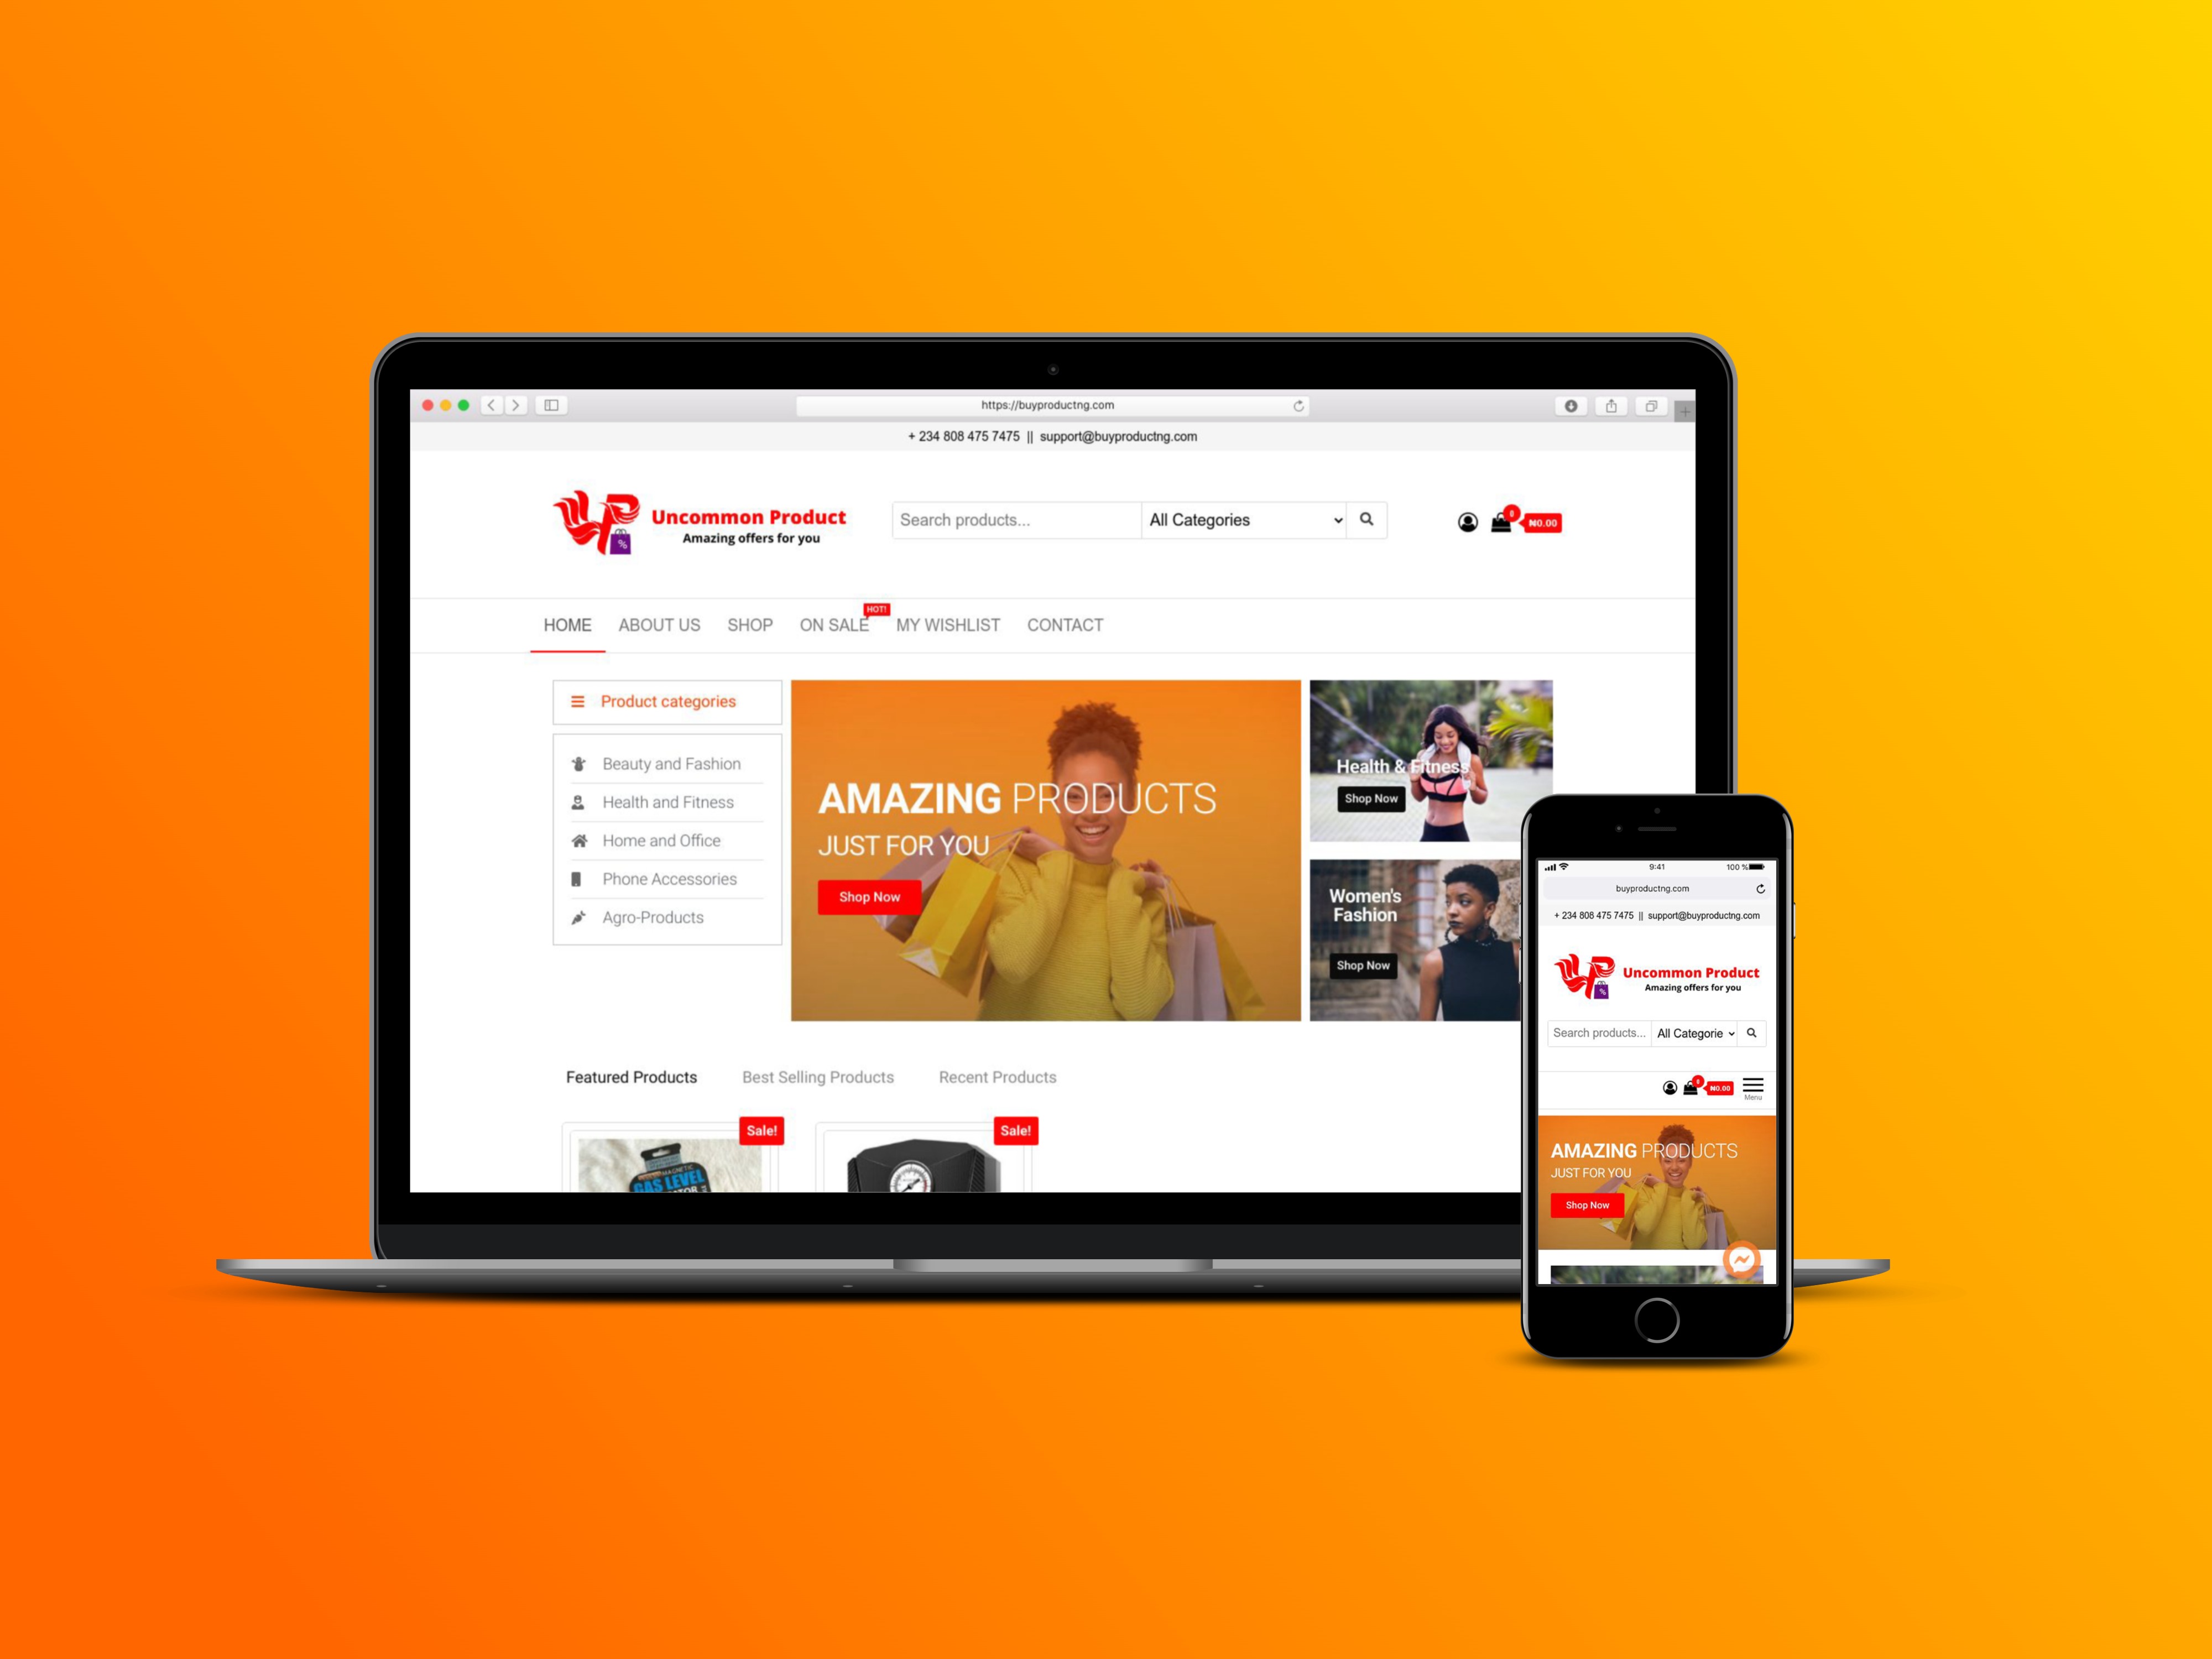 https://buyproductng.com
+ 234 808 475 7475 || support@buyproductng.com
Uncommon Product
Amazing offers for you
Search products...
All Categories
0
₦0.00
HOME
ABOUT US
SHOP
ON SALE
HOT!
MY WISHLIST
CONTACT
Product categories
Beauty and Fashion
Health and Fitness
Home and Office
Phone Accessories
Agro-Products
AMAZING PRODUCTS
JUST FOR YOU
Shop Now
Health & Fitness
Shop Now
Women's
Fashion
Shop Now
Featured Products
Best Selling Products
Recent Products
Sale!
MAGNETIC
GAS LEVEL
Sale!
9:41
100 %
buyproductng.com
+ 234 808 475 7475 || support@buyproductng.com
Uncommon Product
Amazing offers for you
Search products...
All Categorie
0
₦0.00
Menu
AMAZING PRODUCTS
JUST FOR YOU
Shop Now